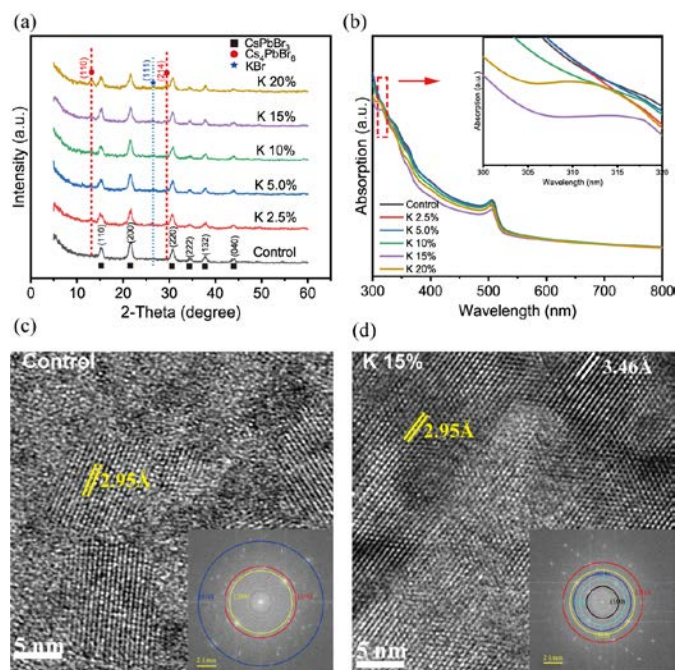 (a)
CsPbBr3
Cs4PbBr6
KBr
(110)
(111)
(214)
K 20%
K 15%
K 10%
K 5.0%
K 2.5%
Control
(110)
(200)
(220)
(222)
(132)
(040)
Intensity (a.u.)
0 10 20 30 40 50 60
2-Theta (degree)
(b)
Absorption (a.u.)
300 305 310 315 320
Wavelength (nm)
Absorption (a.u.)
Control
K 2.5%
K 5.0%
K 10%
K 15%
K 20%
300 400 500 600 700 800
Wavelength (nm)
(c)
Control
2.95Å
5 nm
(d)
K 15%
3.46Å
2.95Å
5 nm